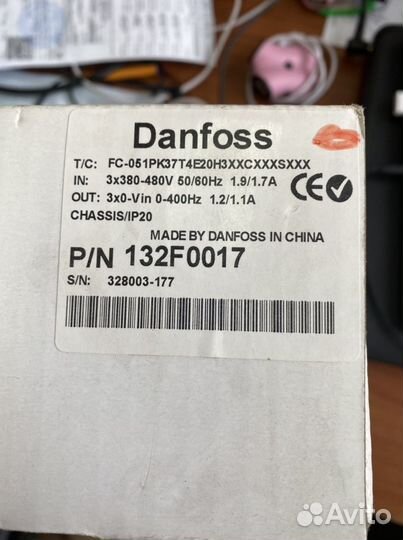 Danfoss
T/C: FC-051PK37T4E20H3XXCXXXSXXX
IN: 3x380-480V 50/60Hz 1.9/1.7A
OUT: 3x0-Vin 0-400Hz 1.2/1.1A
CHASSIS/IP20
MADE BY DANFOSS IN CHINA
P/N 132F0017
S/N: 328003-177
CE
Avito